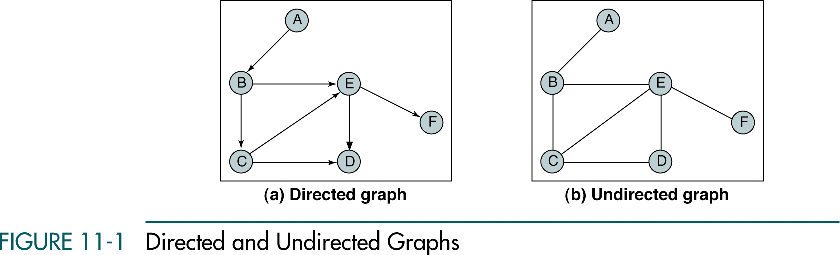 A
B
E
F
C
D
(a) Directed graph
A
B
E
F
C
D
(b) Undirected graph
FIGURE 11-1 Directed and Undirected Graphs